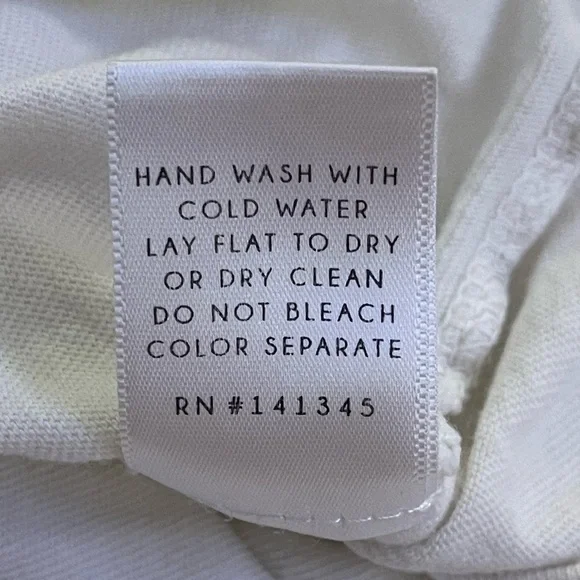 HAND WASH WITH
COLD WATER
LAY FLAT TO DRY
OR DRY CLEAN
DO NOT BLEACH
COLOR SEPARATE
RN #141345